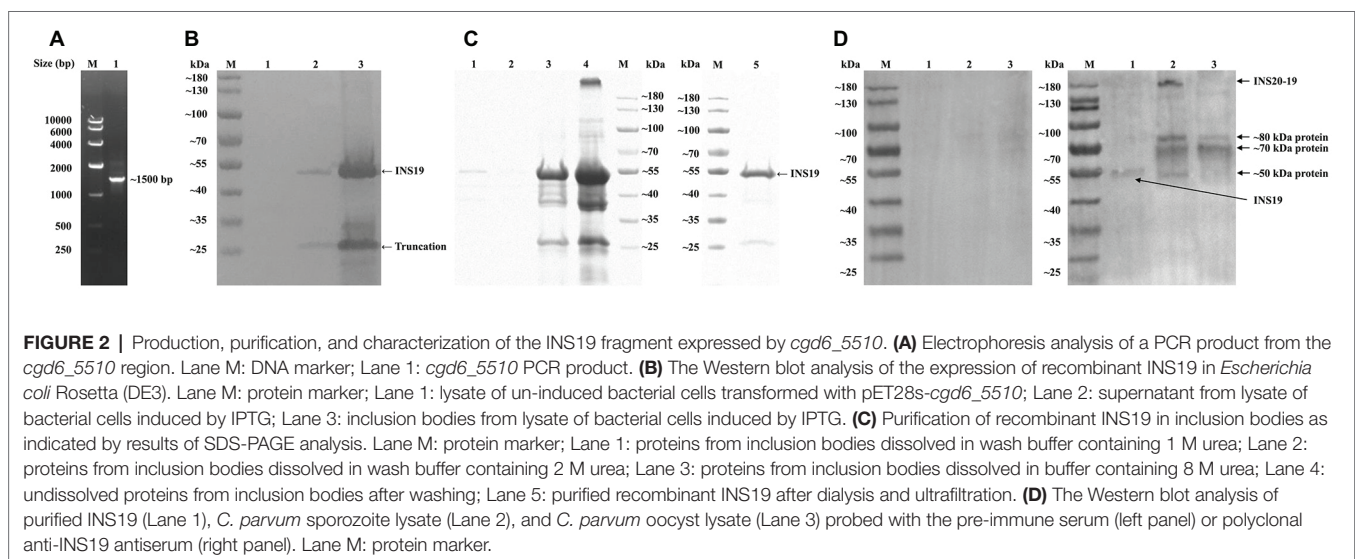 A B C D
Size (bp) M 1
10000
6000
4000
2000
1000
500
250
~1500 bp
kDa M 1 2 3
~180
~130
~100
~70
~55
~40
~35
~25
INS19
Truncation
1 2 3 4 M kDa
~180
~130
~100
~70
~55
~40
~35
~25
kDa M 5
~180
~130
~100
~70
~55
~40
~35
~25
INS19
kDa M 1 2 3
~180
~130
~100
~70
~55
~40
~35
~25
kDa M 1 2 3
~180
~130
~100
~70
~55
~40
~35
~25
INS20-19
~80 kDa protein
~70 kDa protein
~50 kDa protein
INS19
FIGURE 2 | Production, purification, and characterization of the INS19 fragment expressed by cgd6_5510. (A) Electrophoresis analysis of a PCR product from the
cgd6_5510 region. Lane M: DNA marker; Lane 1: cgd6_5510 PCR product. (B) The Western blot analysis of the expression of recombinant INS19 in Escherichia
coli Rosetta (DE3). Lane M: protein marker; Lane 1: lysate of un-induced bacterial cells transformed with pET28s-cgd6_5510; Lane 2: supernatant from lysate of
bacterial cells induced by IPTG; Lane 3: inclusion bodies from lysate of bacterial cells induced by IPTG. (C) Purification of recombinant INS19 in inclusion bodies as
indicated by results of SDS-PAGE analysis. Lane M: protein marker; Lane 1: proteins from inclusion bodies dissolved in wash buffer containing 1 M urea; Lane 2:
proteins from inclusion bodies dissolved in wash buffer containing 2 M urea; Lane 3: proteins from inclusion bodies dissolved in buffer containing 8 M urea; Lane 4:
undissolved proteins from inclusion bodies after washing; Lane 5: purified recombinant INS19 after dialysis and ultrafiltration. (D) The Western blot analysis of
purified INS19 (Lane 1), C. parvum sporozoite lysate (Lane 2), and C. parvum oocyst lysate (Lane 3) probed with the pre-immune serum (left panel) or polyclonal
anti-INS19 antiserum (right panel). Lane M: protein marker.